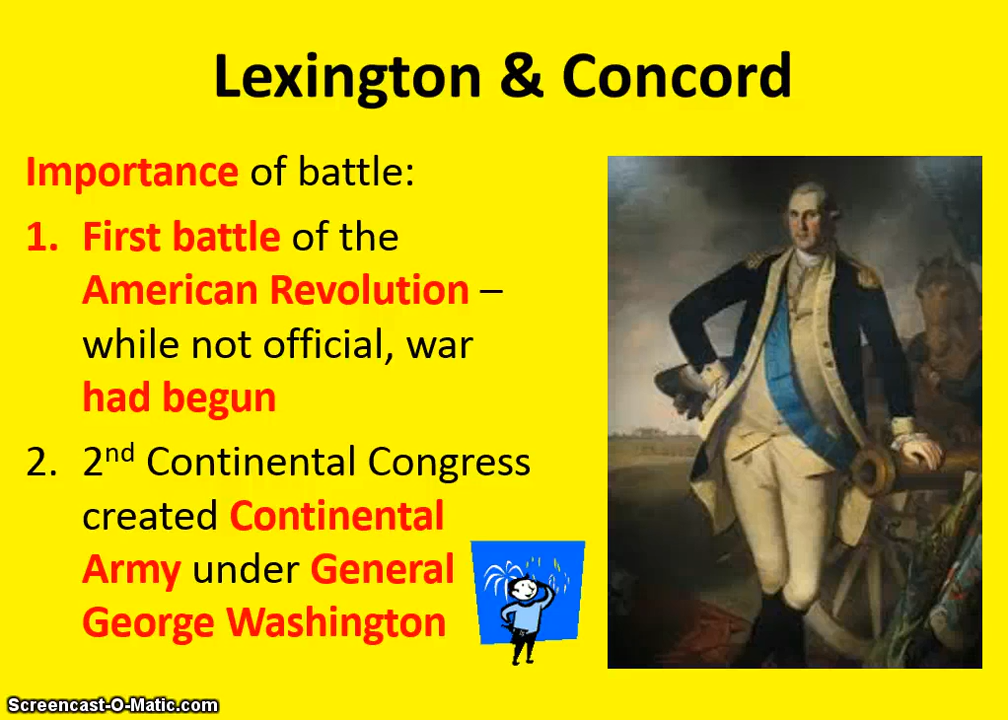 Lexington & Concord
Importance of battle:
1. First battle of the
American Revolution –
while not official, war
had begun
2. 2nd Continental Congress
created Continental
Army under General
George Washington
Screencast-O-Matic.com